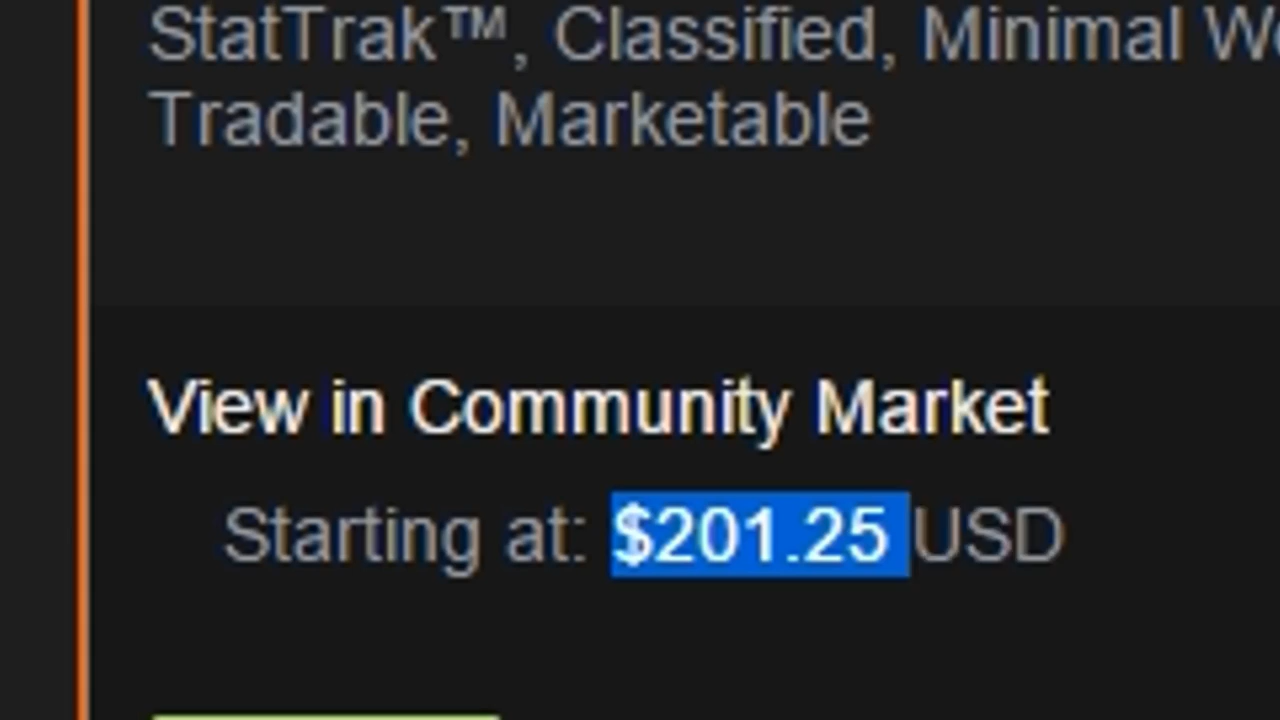 StatTrak™, Classified, Minimal
Tradable, Marketable
View in Community Market
Starting at: $201.25 USD